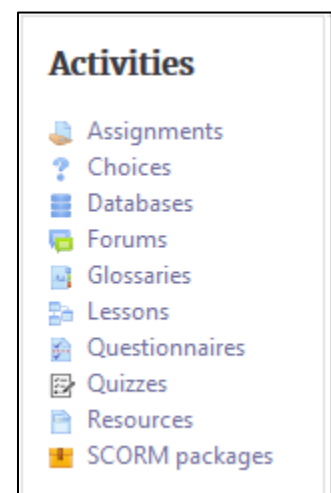 Activities
Assignments
Choices
Databases
Forums
Glossaries
Lessons
Questionnaires
Quizzes
Resources
SCORM packages